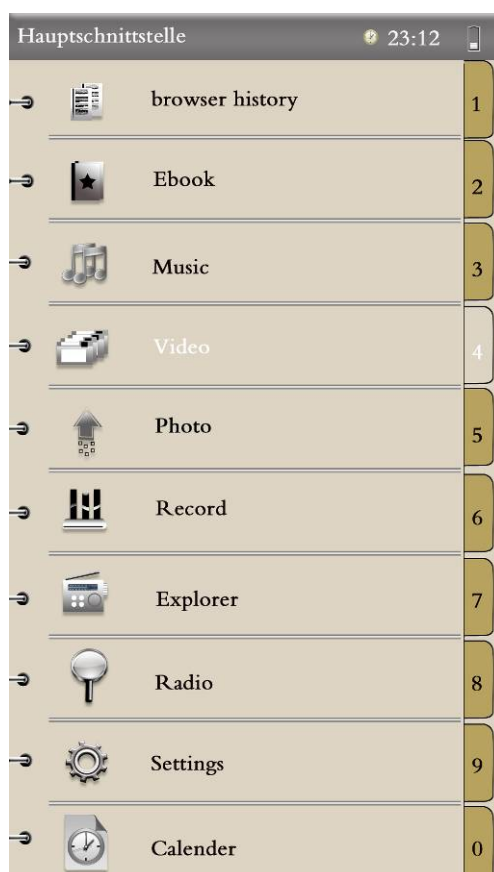 Hauptschnittstelle 23:12
browser history 1
Ebook 2
Music 3
Video 4
Photo 5
Record 6
Explorer 7
Radio 8
Settings 9
Calender 0